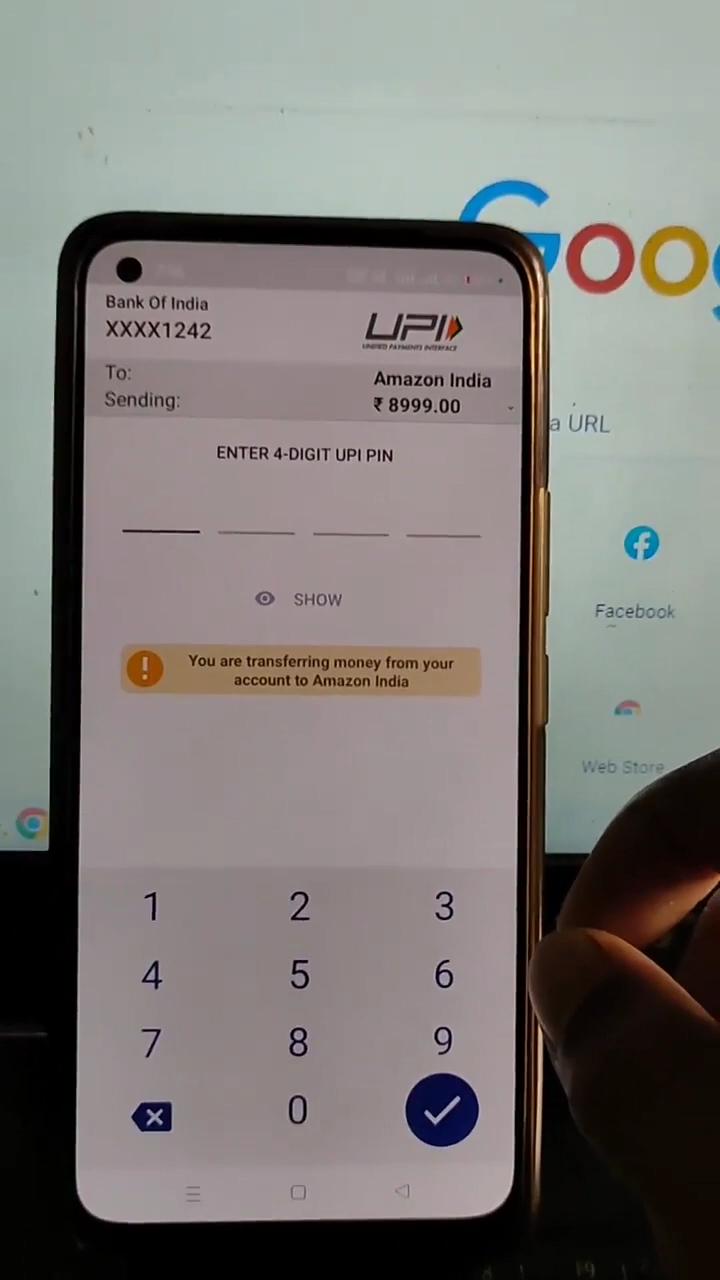 Bank Of India
XXXX1242
UPI
UNIFIED PAYMENTS INTERFACE
To: Amazon India
Sending: ₹ 8999.00
ENTER 4-DIGIT UPI PIN
SHOW
You are transferring money from your
account to Amazon India
1 2 3
4 5 6
7 8 9
0
Goo
a URL
Facebook
Web Store